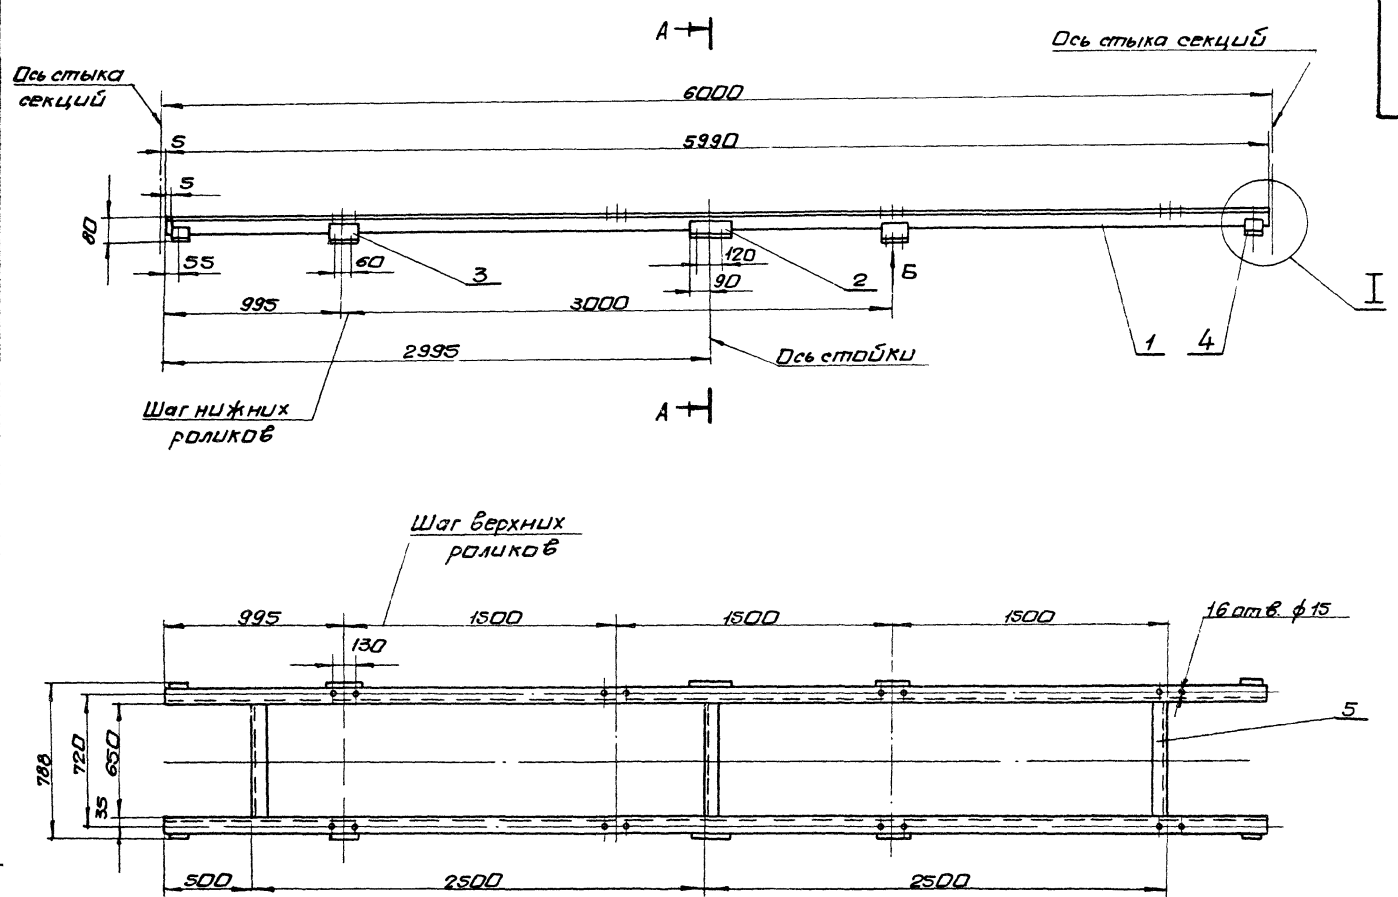 А
Ось стыка секций
Ось стыка
секций
6000
5990
5
5
80
55
60
3
120
90
2
Б
I
995
3000
2995
Ось стойки
1
4
А
Шаг нижних
роликов
Шаг верхних
роликов
995
1500
1500
1500
16 отв. ф15
130
5
788
720
650
35
500
2500
2500